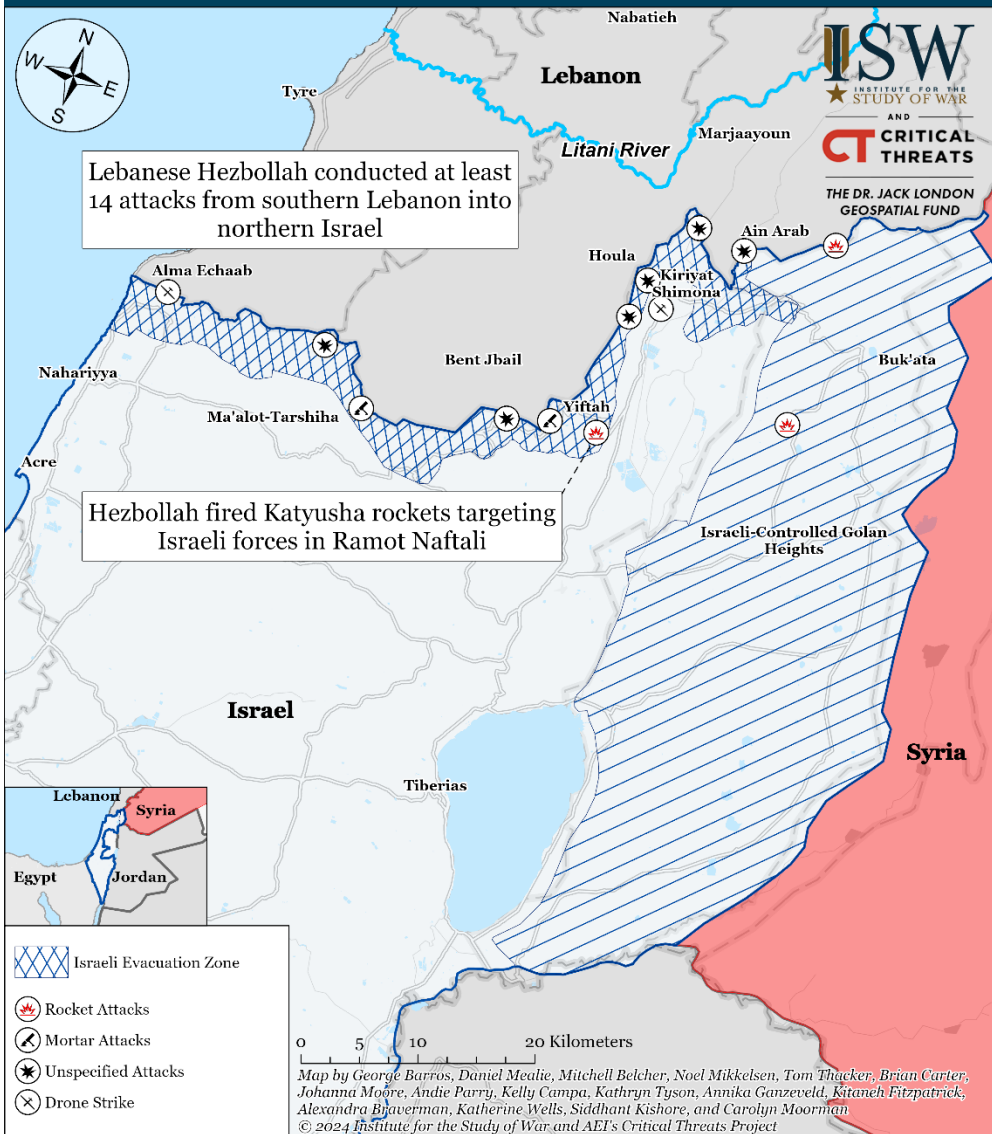 N
W
E
S
Nabatieh
Lebanon
ISW
INSTITUTE FOR THE
STUDY OF WAR
AND
CT CRITICAL
THREATS
THE DR. JACK LONDON
GEOSPATIAL FUND
Tyre
Marjaayoun
Litani River
Lebanese Hezbollah conducted at least
14 attacks from southern Lebanon into
northern Israel
Ain Arab
Houla
Alma Echaab
Kiriyat
Shimona
Bent Jbail
Buk'ata
Nahariyya
Ma'alot-Tarshiha
Yiftah
Acre
Hezbollah fired Katyusha rockets targeting
Israeli forces in Ramot Naftali
Israeli-Controlled Golan
Heights
Israel
Syria
Tiberias
Lebanon
Syria
Egypt
Jordan
Israeli Evacuation Zone
Rocket Attacks
Mortar Attacks
Unspecified Attacks
Drone Strike
0 5 10 20 Kilometers
Map by George Barros, Daniel Mealie, Mitchell Belcher, Noel Mikkelsen, Tom Thacker, Brian Carter,
Johanna Moore, Andie Parry, Kelly Campa, Kathryn Tyson, Annika Ganzeveld, Kitaneh Fitzpatrick,
Alexandra Braverman, Katherine Wells, Siddhant Kishore, and Carolyn Moorman
© 2024 Institute for the Study of War and AEI's Critical Threats Project